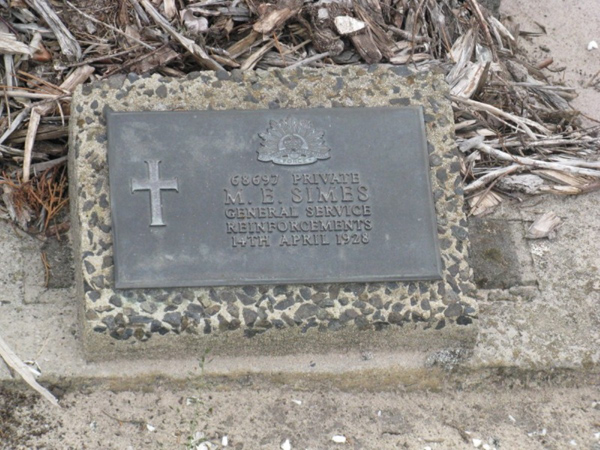 68697 PRIVATE
M. E. SIMES
GENERAL SERVICE
REINFORCEMENTS
14TH APRIL 1928